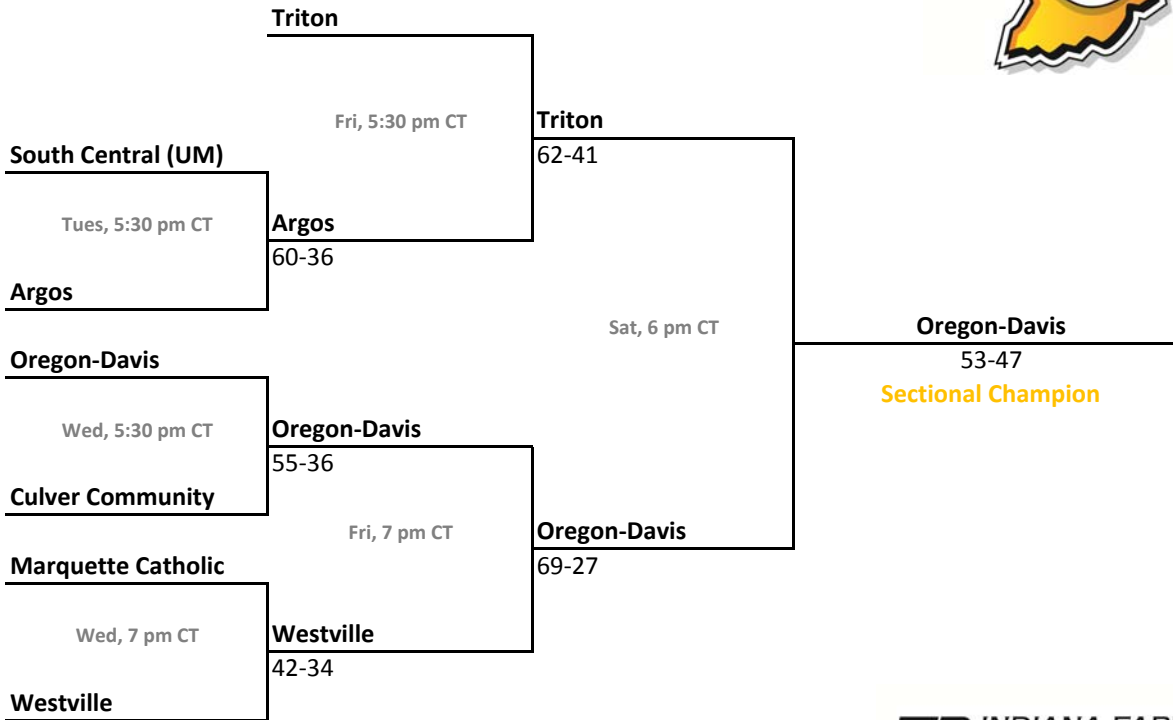 Triton
Fri, 5:30 pm CT
Triton
62-41
South Central (UM)
Tues, 5:30 pm CT
Argos
60-36
Argos
Sat, 6 pm CT
Oregon-Davis
53-47
Sectional Champion
Oregon-Davis
Wed, 5:30 pm CT
Oregon-Davis
55-36
Culver Community
Fri, 7 pm CT
Oregon-Davis
69-27
Marquette Catholic
Wed, 7 pm CT
Westville
42-34
Westville
INDIANA